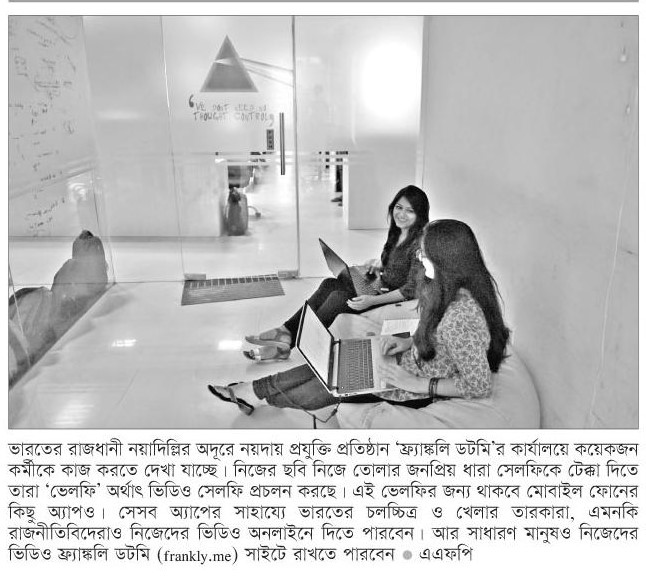 WE DON'T NEED NO
THOUGHT CONTROL
ভারতের রাজধানী নয়াদিল্লির অদূরে নয়দায় প্রযুক্তি প্রতিষ্ঠান ‘ফ্র্যাঙ্কলি ডটমি’র কার্যালয়ে কয়েকজন
কর্মীকে কাজ করতে দেখা যাচ্ছে। নিজের ছবি নিজে তোলার জনপ্রিয় ধারা সেলফিকে টেক্কা দিতে
তারা ‘ভেলফি’ অর্থাৎ ভিডিও সেলফি প্রচলন করছে। এই ভেলফির জন্য থাকবে মোবাইল ফোনের
কিছু অ্যাপও। সেসব অ্যাপের সাহায্যে ভারতের চলচ্চিত্র ও খেলার তারকারা, এমনকি
রাজনীতিবিদেরাও নিজেদের ভিডিও অনলাইনে দিতে পারবেন। আর সাধারণ মানুষও নিজেদের
ভিডিও ফ্র্যাঙ্কলি ডটমি (frankly.me) সাইটে রাখতে পারবেন ● এএফপি